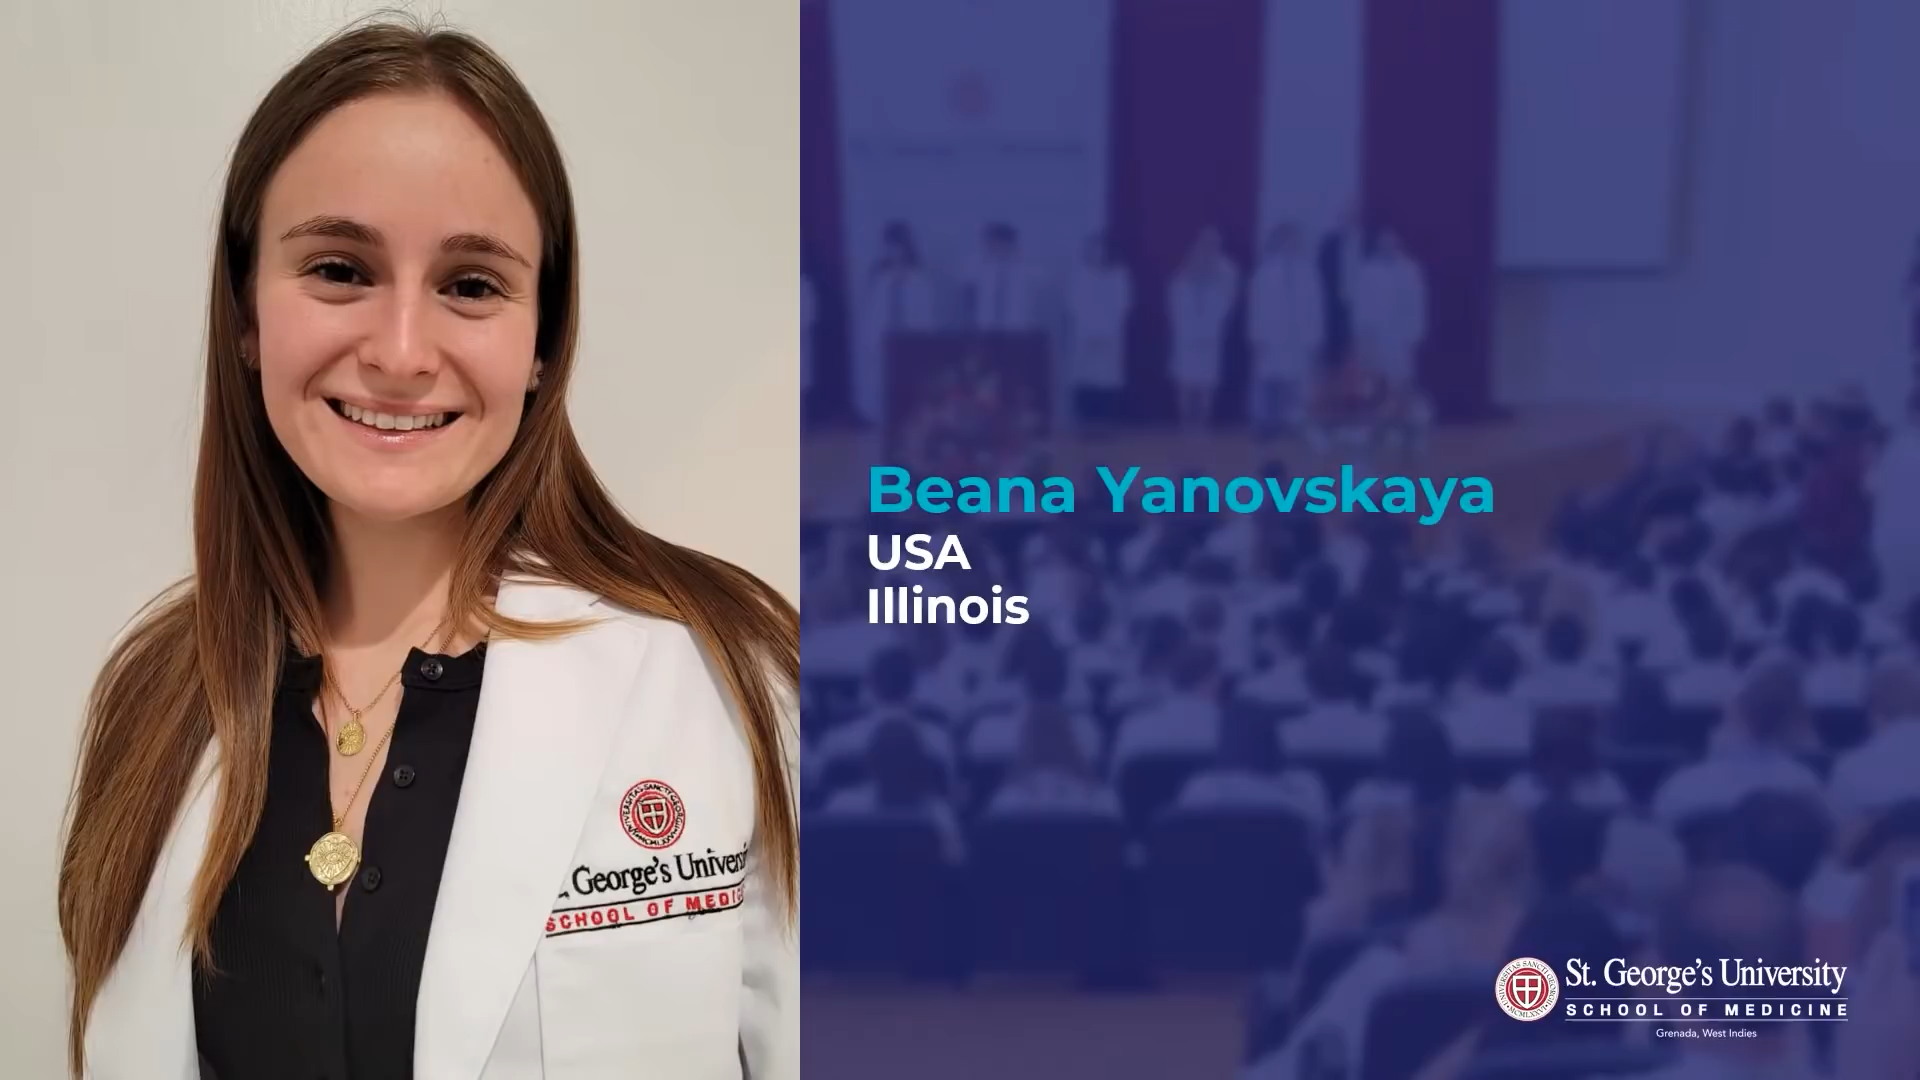 Beana Yanovskaya
USA
Illinois
George's Univers
SCHOOL OF MEDIC
St. George's University
SCHOOL OF MEDICINE
Grenada, West Indies